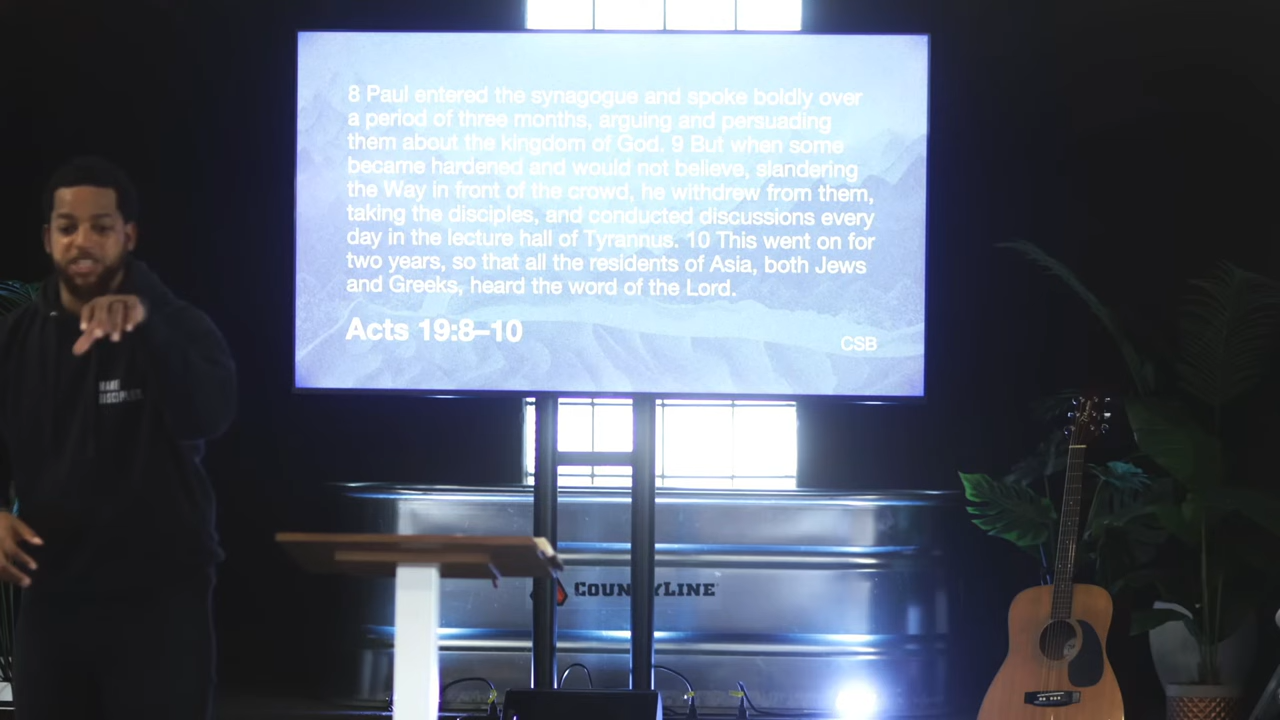 8 Paul entered the synagogue and spoke boldly over
a period of three months, arguing and persuading
them about the kingdom of God. 9 But when some
became hardened and would not believe, slandering
the Way in front of the crowd, he withdrew from them,
taking the disciples, and conducted discussions every
day in the lecture hall of Tyrannus. 10 This went on for
two years, so that all the residents of Asia, both Jews
and Greeks, heard the word of the Lord.
Acts 19:8–10
CSB
MAKE
DISCIPLES.
COUNTYLINE